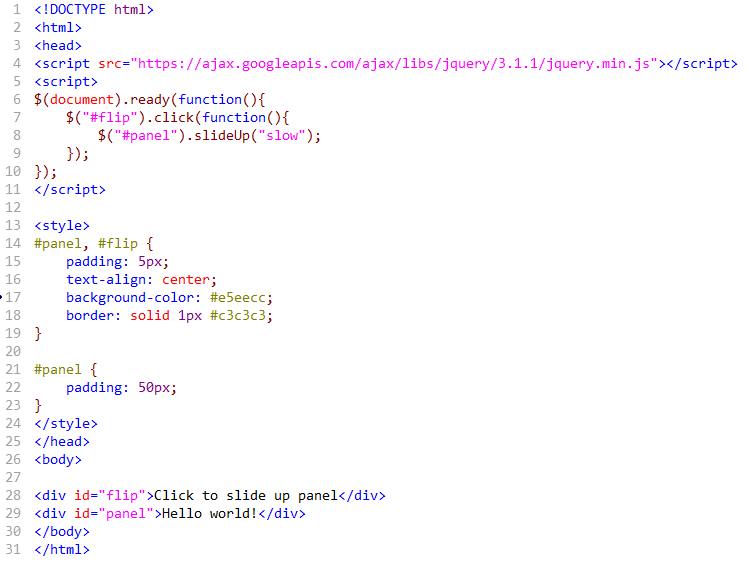 1 <!DOCTYPE html>
2 <html>
3 <head>
4 <script src="https://ajax.googleapis.com/ajax/libs/jquery/3.1.1/jquery.min.js"></script>
5 <script>
6 $(document).ready(function(){
7     $("#flip").click(function(){
8         $("#panel").slideUp("slow");
9     });
10 });
11 </script>
12
13 <style>
14 #panel, #flip {
15     padding: 5px;
16     text-align: center;
17     background-color: #e5eecc;
18     border: solid 1px #c3c3c3;
19 }
20
21 #panel {
22     padding: 50px;
23 }
24 </style>
25 </head>
26 <body>
27
28 <div id="flip">Click to slide up panel</div>
29 <div id="panel">Hello world!</div>
30 </body>
31 </html>